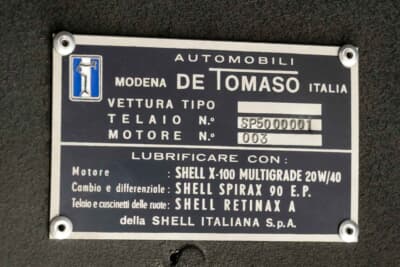 AUTOMOBILI
MODENA DE TOMASO ITALIA
VETTURA TIPO
TELAIO N.º SP5000001
MOTORE N.º 003
LUBRIFICARE CON:
Motore : SHELL X-100 MULTIGRADE 20W/40
Cambio e differenziale : SHELL SPIRAX 90 E.P.
Telaio e cuscinetti delle ruote : SHELL RETINAX A
della SHELL ITALIANA S.p.A.